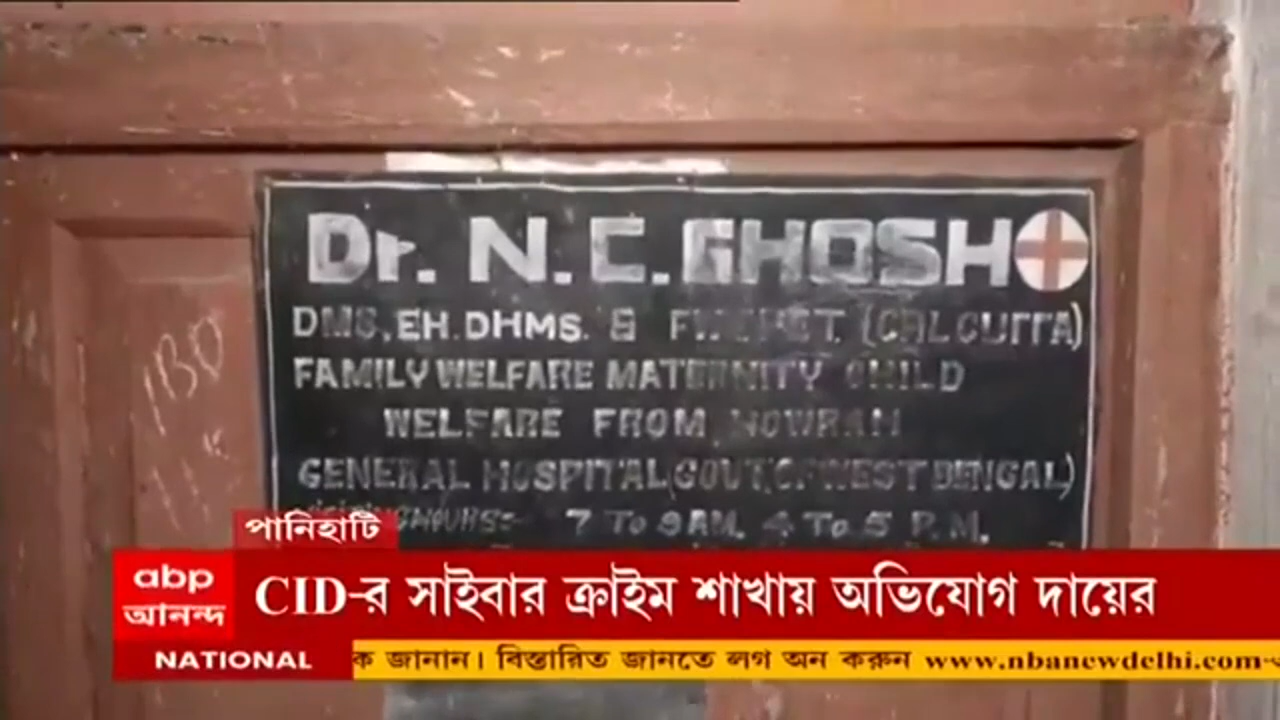 Dr. N. C. GHOSH
DMS, EH. DHMS. & (CALCUTTA)
FAMILY WELFARE MATERNITY CHILD
WELFARE FROM HOWRAH
GENERAL HOSPITAL (GOVT. OF WEST BENGAL)
7 TO 9 AM. 4 TO 5 P.M.
পানিহাটি
abp আনন্দ
CID-র সাইবার ক্রাইম শাখায় অভিযোগ দায়ের
NATIONAL
ক জানান। বিস্তারিত জানতে লগ অন করুন www.nbanewdelhi.com-এ